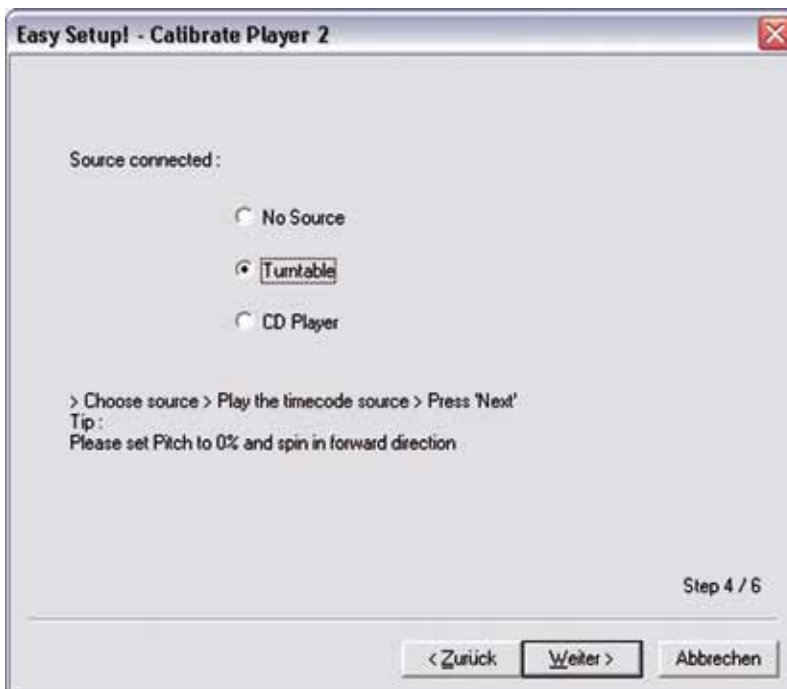 Easy Setup! - Calibrate Player 2
Source connected :
No Source
Turntable
CD Player
> Choose source > Play the timecode source > Press 'Next'
Tip :
Please set Pitch to 0% and spin in forward direction
Step 4 / 6
< Zurück
Weiter >
Abbrechen